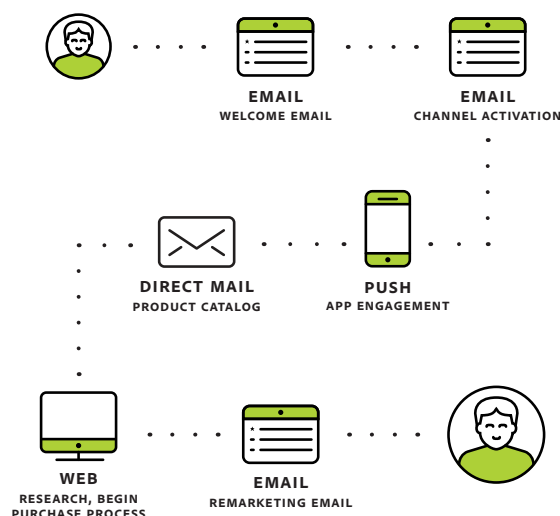 EMAIL
WELCOME EMAIL
EMAIL
CHANNEL ACTIVATION
DIRECT MAIL
PRODUCT CATALOG
PUSH
APP ENGAGEMENT
WEB
RESEARCH, BEGIN
PURCHASE PROCESS
EMAIL
REMARKETING EMAIL